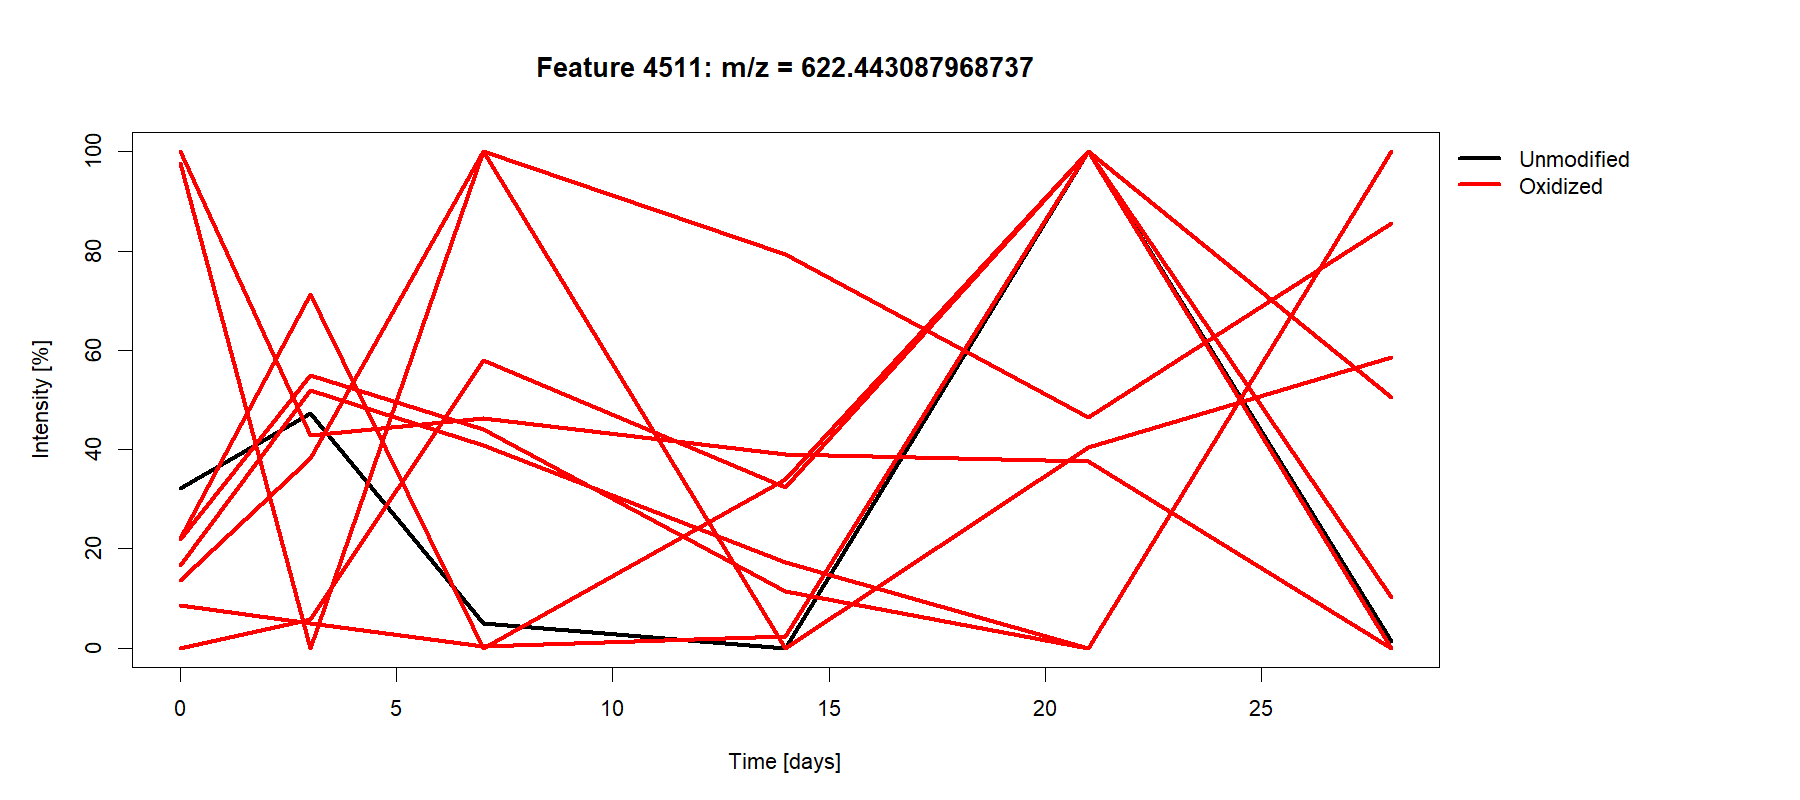 Feature 4511: m/z = 622.443087968737
Unmodified
Oxidized
Intensity [%]
100
80
60
40
20
0
0 5 10 15 20 25
Time [days]